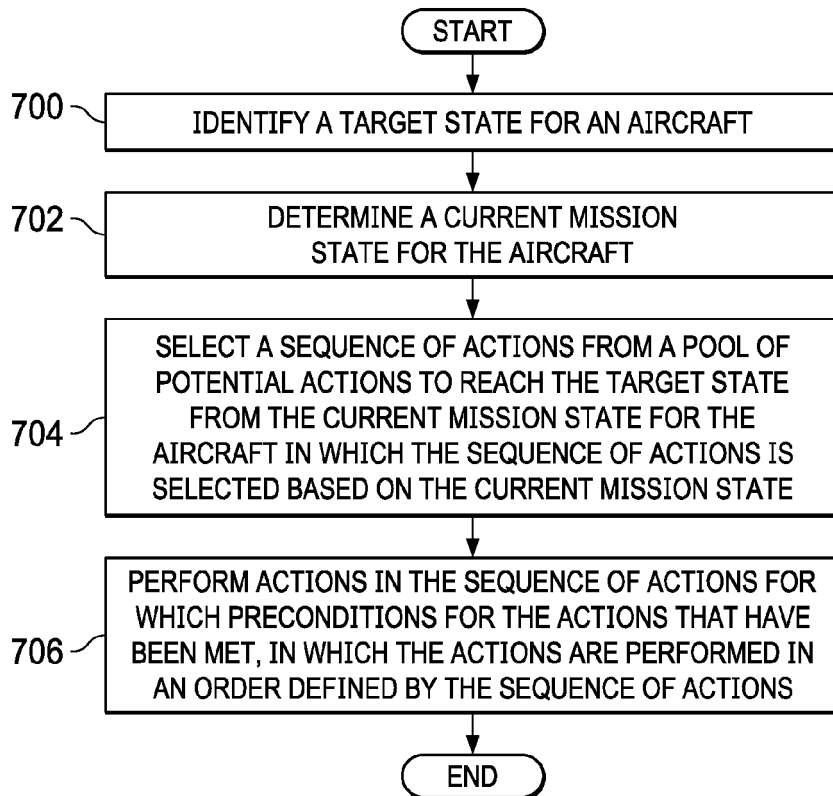 START
700
IDENTIFY A TARGET STATE FOR AN AIRCRAFT
702
DETERMINE A CURRENT MISSION
STATE FOR THE AIRCRAFT
704
SELECT A SEQUENCE OF ACTIONS FROM A POOL OF
POTENTIAL ACTIONS TO REACH THE TARGET STATE
FROM THE CURRENT MISSION STATE FOR THE
AIRCRAFT IN WHICH THE SEQUENCE OF ACTIONS IS
SELECTED BASED ON THE CURRENT MISSION STATE
706
PERFORM ACTIONS IN THE SEQUENCE OF ACTIONS FOR
WHICH PRECONDITIONS FOR THE ACTIONS THAT HAVE
BEEN MET, IN WHICH THE ACTIONS ARE PERFORMED IN
AN ORDER DEFINED BY THE SEQUENCE OF ACTIONS
END